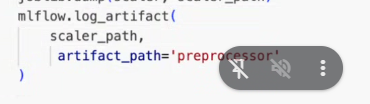 mlflow.log_artifact(
    scaler_path,
     artifact_path='preprocessor'
)